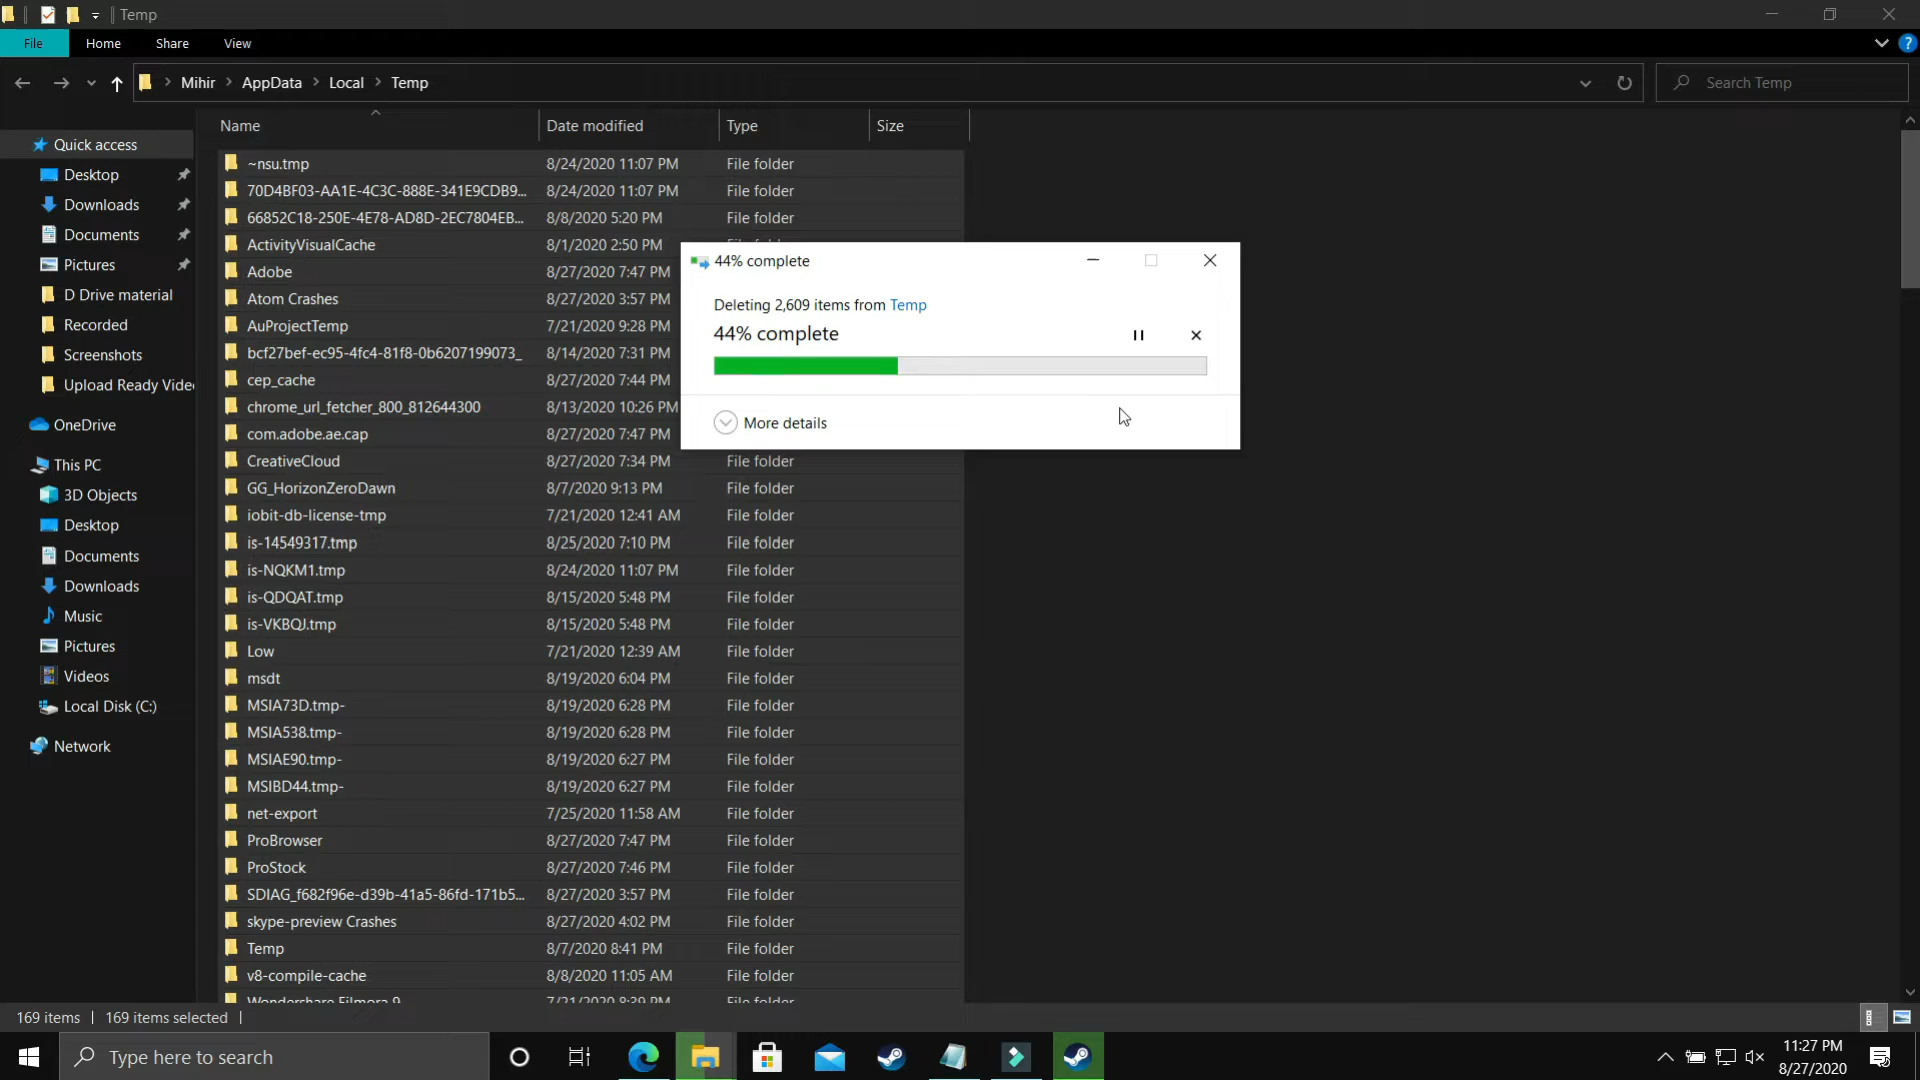 Temp
File Home Share View
Mihir AppData Local Temp
Search Temp
Name Date modified Type Size
Quick access
Desktop
Downloads
Documents
Pictures
D Drive material
Recorded
Screenshots
Upload Ready Vide
OneDrive
This PC
3D Objects
Desktop
Documents
Downloads
Music
Pictures
Videos
Local Disk (C:)
Network
~nsu.tmp 8/24/2020 11:07 PM File folder
70D4BF03-AA1E-4C3C-888E-341E9CDB9... 8/24/2020 11:07 PM File folder
66852C18-250E-4E78-AD8D-2EC7804EB... 8/8/2020 5:20 PM File folder
ActivityVisualCache 8/1/2020 2:50 PM
Adobe 8/27/2020 7:47 PM
Atom Crashes 8/27/2020 3:57 PM
AuProjectTemp 7/21/2020 9:28 PM
bcf27bef-ec95-4fc4-81f8-0b6207199073_ 8/14/2020 7:31 PM
cep_cache 8/27/2020 7:44 PM
chrome_url_fetcher_800_812644300 8/13/2020 10:26 PM
com.adobe.ae.cap 8/27/2020 7:47 PM
CreativeCloud 8/27/2020 7:34 PM File folder
GG_HorizonZeroDawn 8/7/2020 9:13 PM File folder
iobit-db-license-tmp 7/21/2020 12:41 AM File folder
is-14549317.tmp 8/25/2020 7:10 PM File folder
is-NQKM1.tmp 8/24/2020 11:07 PM File folder
is-QDQAT.tmp 8/15/2020 5:48 PM File folder
is-VKBQJ.tmp 8/15/2020 5:48 PM File folder
Low 7/21/2020 12:39 AM File folder
msdt 8/19/2020 6:04 PM File folder
MSIA73D.tmp- 8/19/2020 6:28 PM File folder
MSIA538.tmp- 8/19/2020 6:28 PM File folder
MSIAE90.tmp- 8/19/2020 6:27 PM File folder
MSIBD44.tmp- 8/19/2020 6:27 PM File folder
net-export 7/25/2020 11:58 AM File folder
ProBrowser 8/27/2020 7:47 PM File folder
ProStock 8/27/2020 7:46 PM File folder
SDIAG_f682f96e-d39b-41a5-86fd-171b5... 8/27/2020 3:57 PM File folder
skype-preview Crashes 8/27/2020 4:02 PM File folder
Temp 8/7/2020 8:41 PM File folder
v8-compile-cache 8/8/2020 11:05 AM File folder
Wondershare Filmora 9 7/21/2020 8:39 PM File folder
44% complete
Deleting 2,609 items from Temp
44% complete
More details
169 items 169 items selected
Type here to search
11:27 PM
8/27/2020